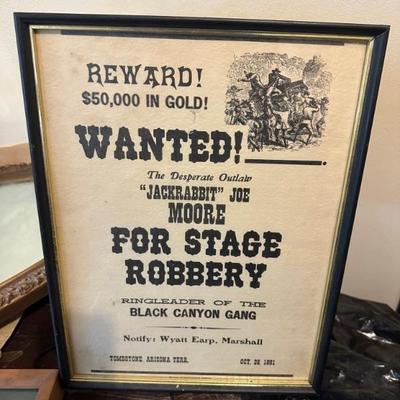 REWARD!
$50,000 IN GOLD!
WANTED!
The Desperate Outlaw
"JACKRABBIT" JOE
MOORE
FOR STAGE
ROBBERY
RINGLEADER OF THE
BLACK CANYON GANG
Notify: Wyatt Earp, Marshall
TOMBSTONE, ARIZONA TERR. OCT. 26 1881